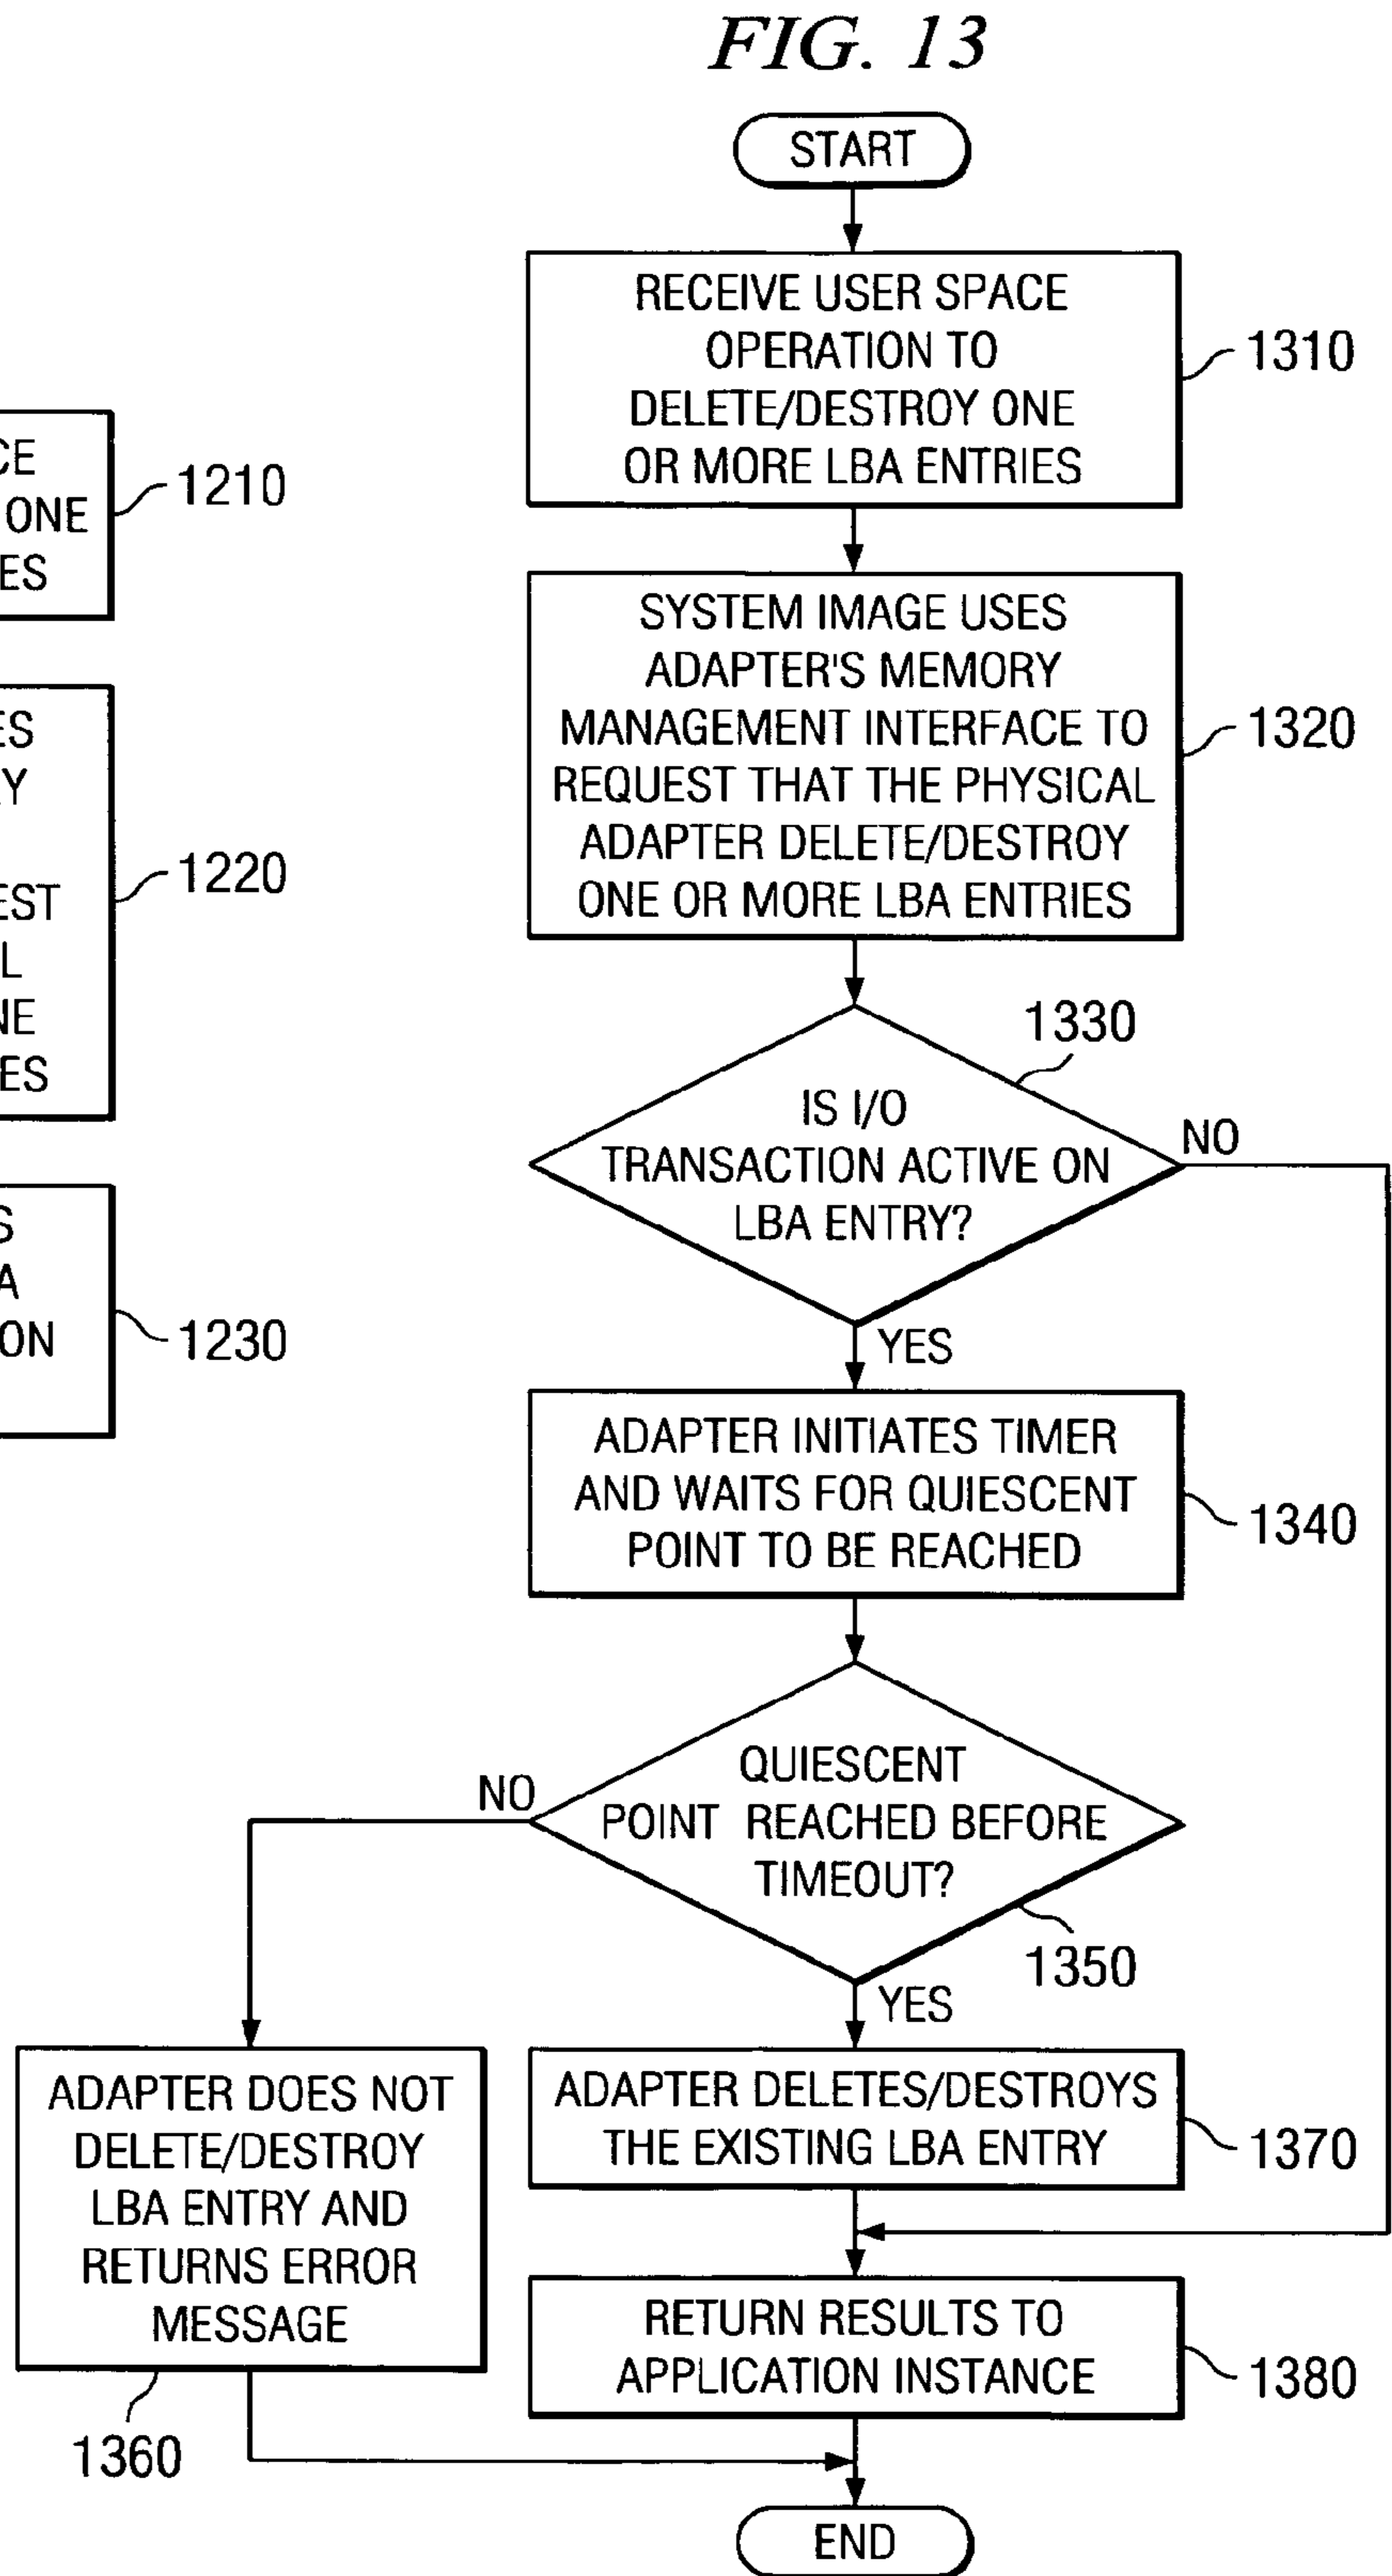 FIG. 13
START
RECEIVE USER SPACE
OPERATION TO
DELETE/DESTROY ONE
OR MORE LBA ENTRIES
1310
SYSTEM IMAGE USES
ADAPTER'S MEMORY
MANAGEMENT INTERFACE TO
REQUEST THAT THE PHYSICAL
ADAPTER DELETE/DESTROY
ONE OR MORE LBA ENTRIES
1320
1330
IS I/O
TRANSACTION ACTIVE ON
LBA ENTRY?
NO
YES
ADAPTER INITIATES TIMER
AND WAITS FOR QUIESCENT
POINT TO BE REACHED
1340
QUIESCENT
POINT REACHED BEFORE
TIMEOUT?
NO
1350
YES
ADAPTER DOES NOT
DELETE/DESTROY
LBA ENTRY AND
RETURNS ERROR
MESSAGE
1360
ADAPTER DELETES/DESTROYS
THE EXISTING LBA ENTRY
1370
RETURN RESULTS TO
APPLICATION INSTANCE
1380
END
CE
ONE
ES
1210
ES
Y
EST
L
NE
ES
1220
S
A
ON
1230